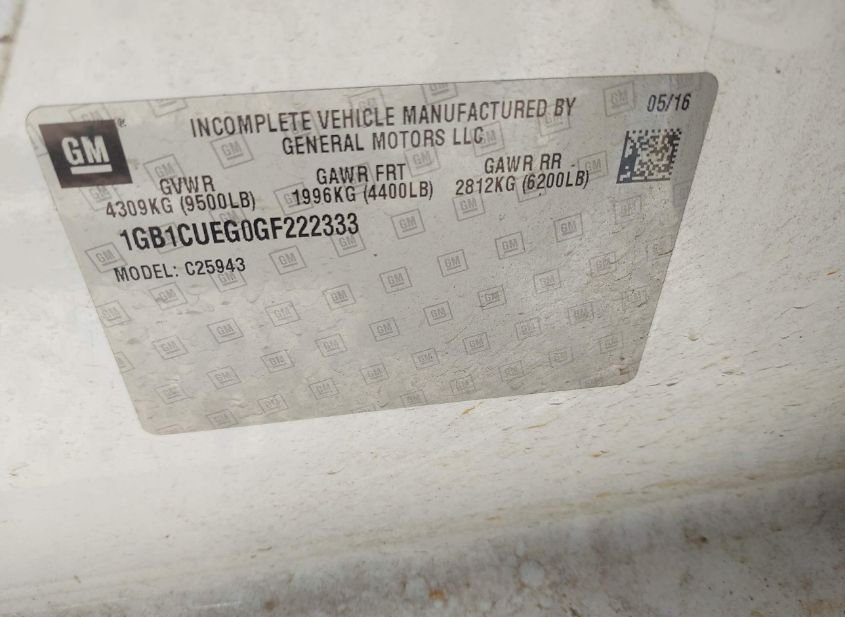 GM
INCOMPLETE VEHICLE MANUFACTURED BY
GENERAL MOTORS LLC
05/16
GVWR
4309KG (9500LB)
GAWR FRT
1996KG (4400LB)
GAWR RR
2812KG (6200LB)
1GB1CUEG0GF222333
MODEL: C25943